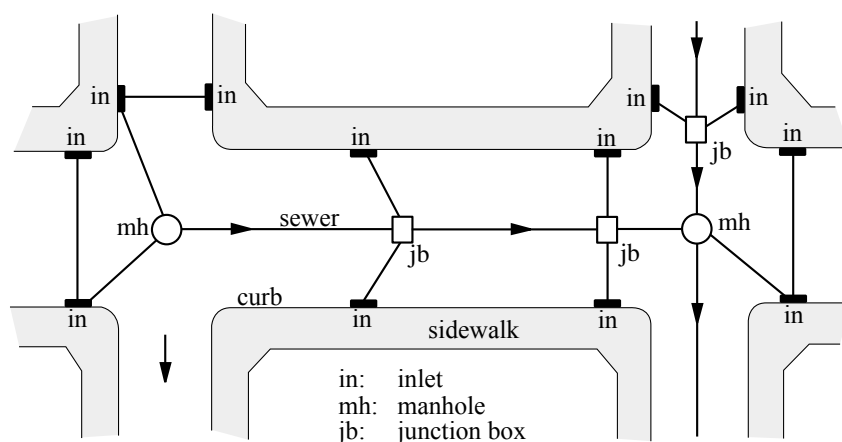 in
in
in
in
in
in
in
in
jb
mh
sewer
jb
jb
mh
in
curb
in
in
in
sidewalk
in: inlet
mh: manhole
jb: junction box